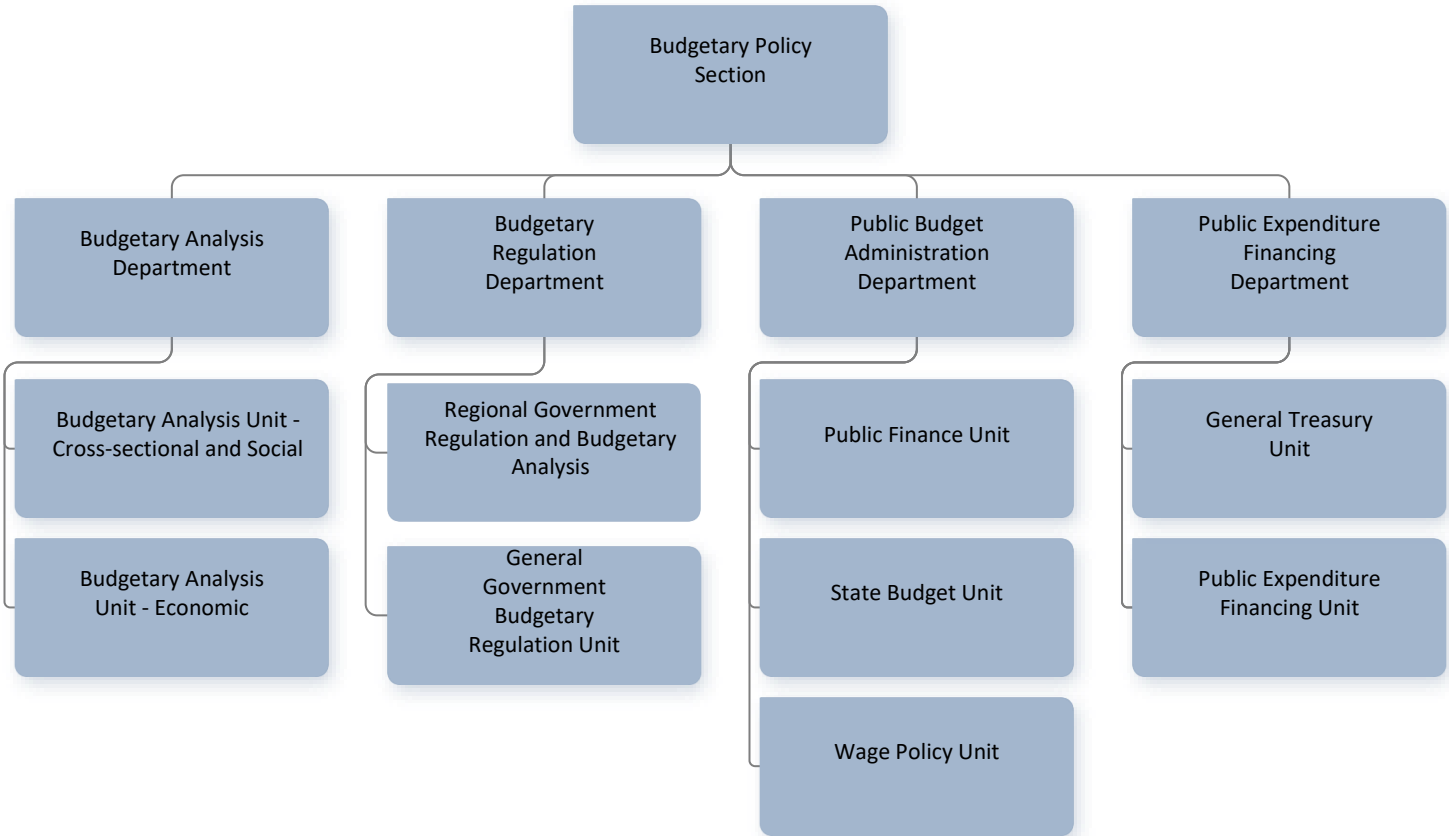 Budgetary Policy
Section
Budgetary Analysis
Department
Budgetary
Regulation
Department
Public Budget
Administration
Department
Public Expenditure
Financing
Department
Budgetary Analysis Unit -
Cross-sectional and Social
Regional Government
Regulation and Budgetary
Analysis
Public Finance Unit
General Treasury
Unit
Budgetary Analysis
Unit - Economic
General
Government
Budgetary
Regulation Unit
State Budget Unit
Public Expenditure
Financing Unit
Wage Policy Unit